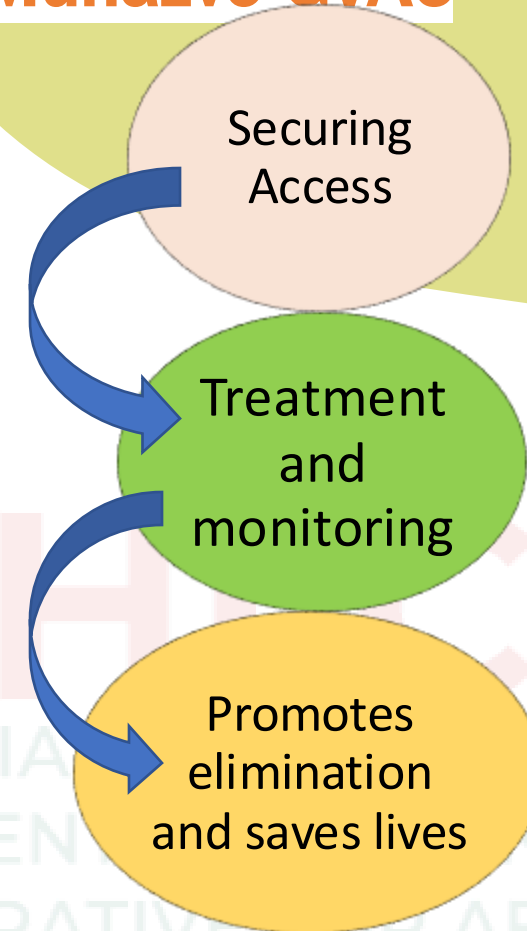 Securing
Access
Treatment
and
monitoring
Promotes
elimination
and saves lives